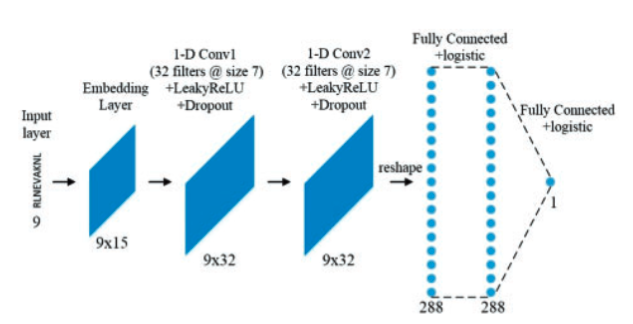 Input
layer
RLNEVAKNL
9
Embedding
Layer
9x15
1-D Conv1
(32 filters @ size 7)
+LeakyReLU
+Dropout
9x32
1-D Conv2
(32 filters @ size 7)
+LeakyReLU
+Dropout
9x32
reshape
Fully Connected
+logistic
288
288
Fully Connected
+logistic
1